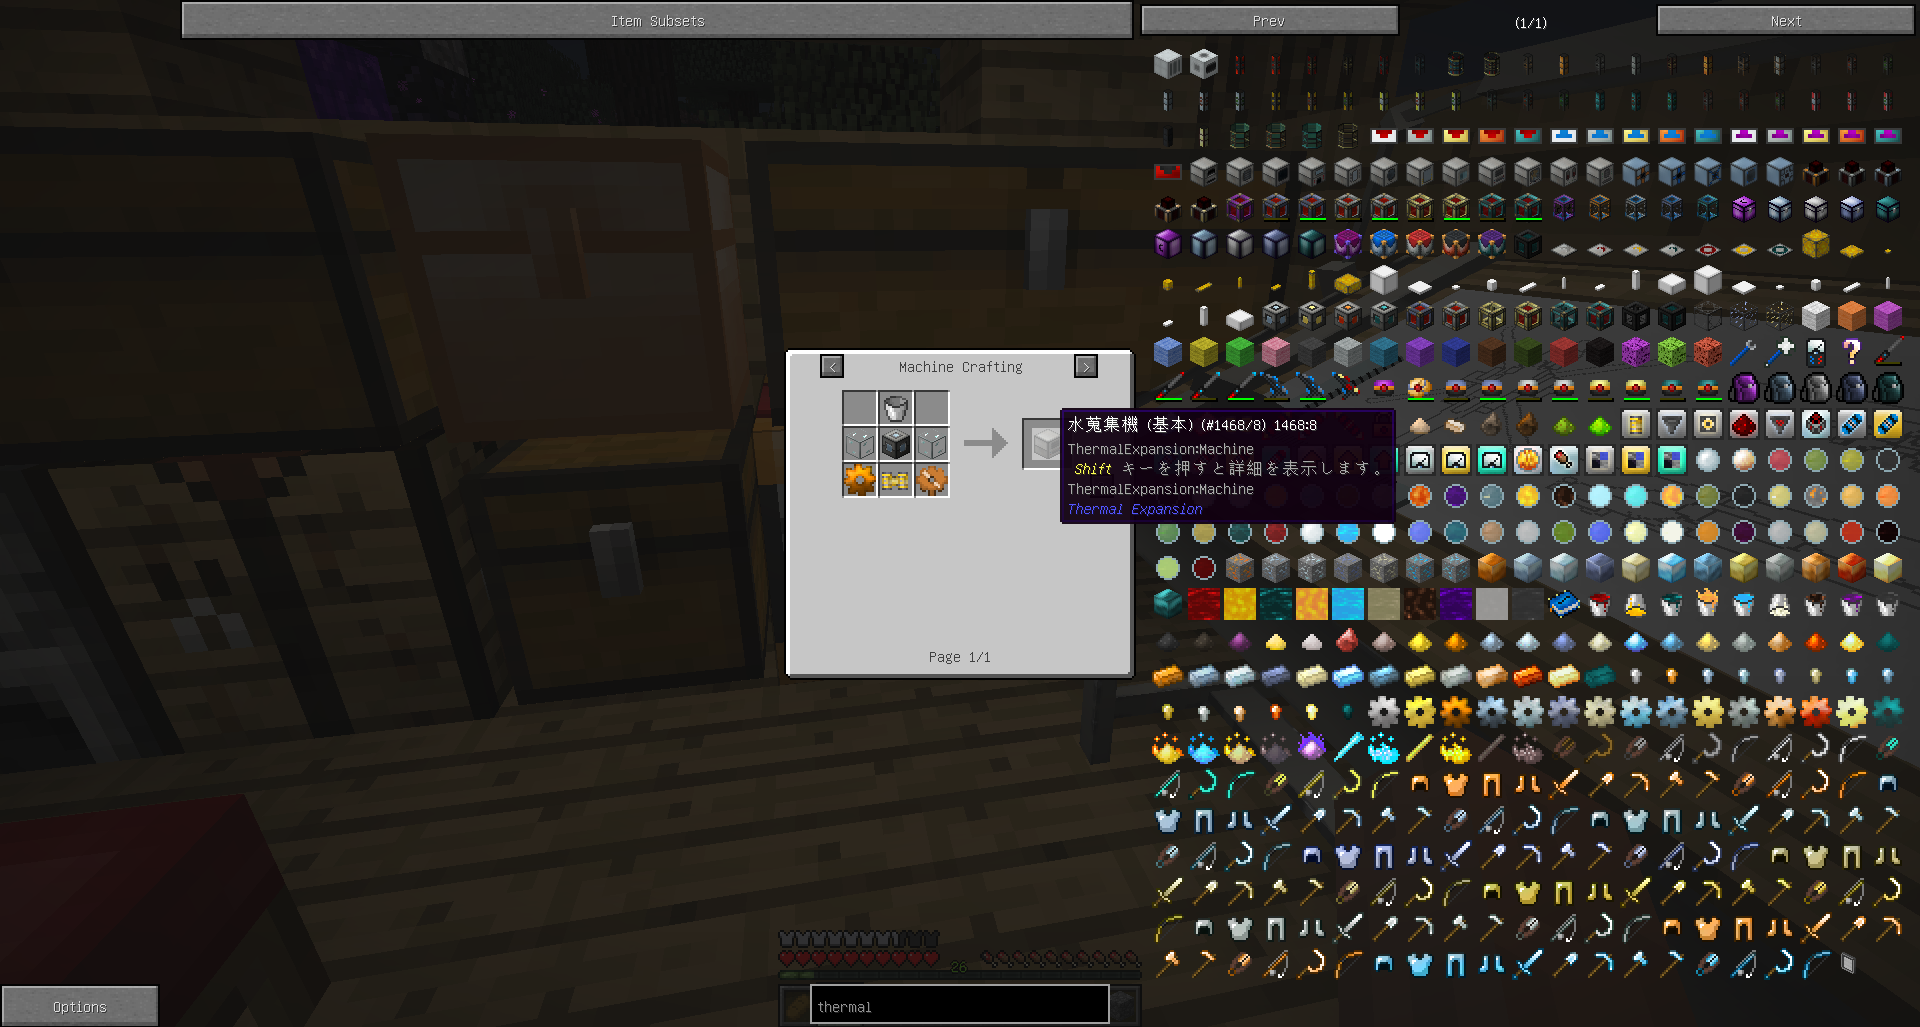 Item Subsets
Prev
(1/1)
Next
< Machine Crafting >
水蒐集機 (基本) (#1468/8) 1468:8
ThermalExpansion:Machine
Shift キーを押すと詳細を表示します。
ThermalExpansion:Machine
Thermal Expansion
Page 1/1
26
Options
thermal